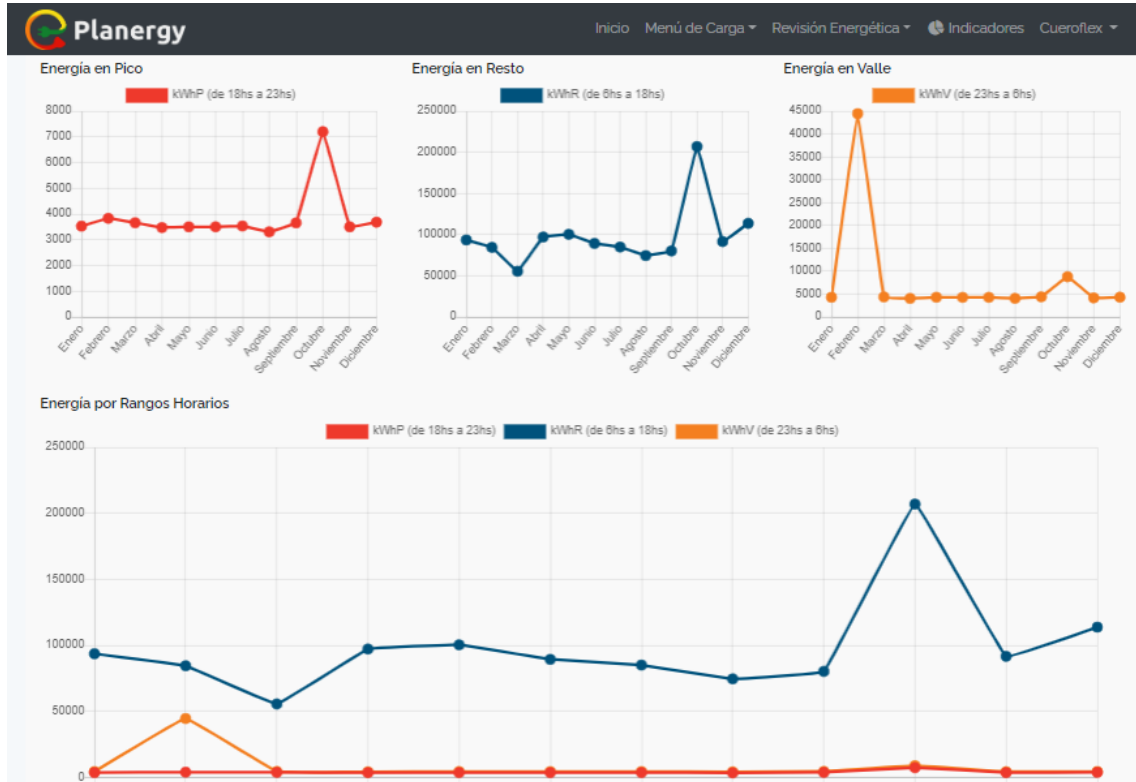 Planergy
Inicio Menú de Carga Revisión Energética Indicadores Cueroflex
Energía en Pico
kWhP (de 18hs a 23hs)
8000
7000
6000
5000
4000
3000
2000
1000
0
Enero Febrero Marzo Abril Mayo Junio Julio Agosto Septiembre Octubre Noviembre Diciembre
Energía en Resto
kWhR (de 6hs a 18hs)
250000
200000
150000
100000
50000
0
Enero Febrero Marzo Abril Mayo Junio Julio Agosto Septiembre Octubre Noviembre Diciembre
Energía en Valle
kWhV (de 23hs a 6hs)
45000
40000
35000
30000
25000
20000
15000
10000
5000
0
Enero Febrero Marzo Abril Mayo Junio Julio Agosto Septiembre Octubre Noviembre Diciembre
Energía por Rangos Horarios
kWhP (de 18hs a 23hs) kWhR (de 6hs a 18hs) kWhV (de 23hs a 6hs)
250000
200000
150000
100000
50000
0